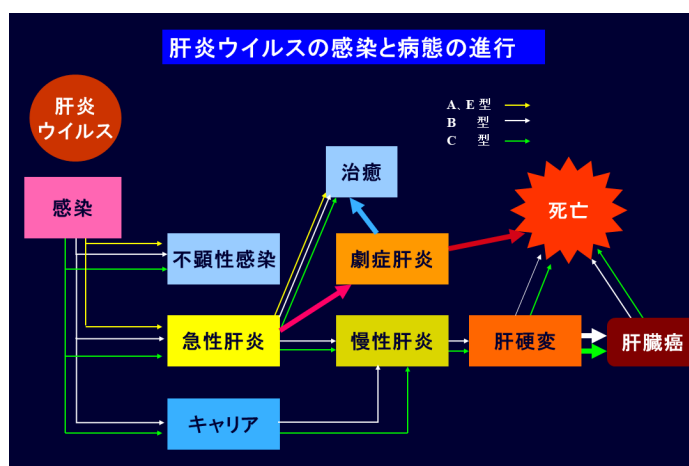 肝炎ウイルスの感染と病態の進行
肝炎
ウイルス
A、E 型
B 型
C 型
治癒
死亡
感染
不顕性感染
劇症肝炎
急性肝炎
慢性肝炎
肝硬変
肝臓癌
キャリア